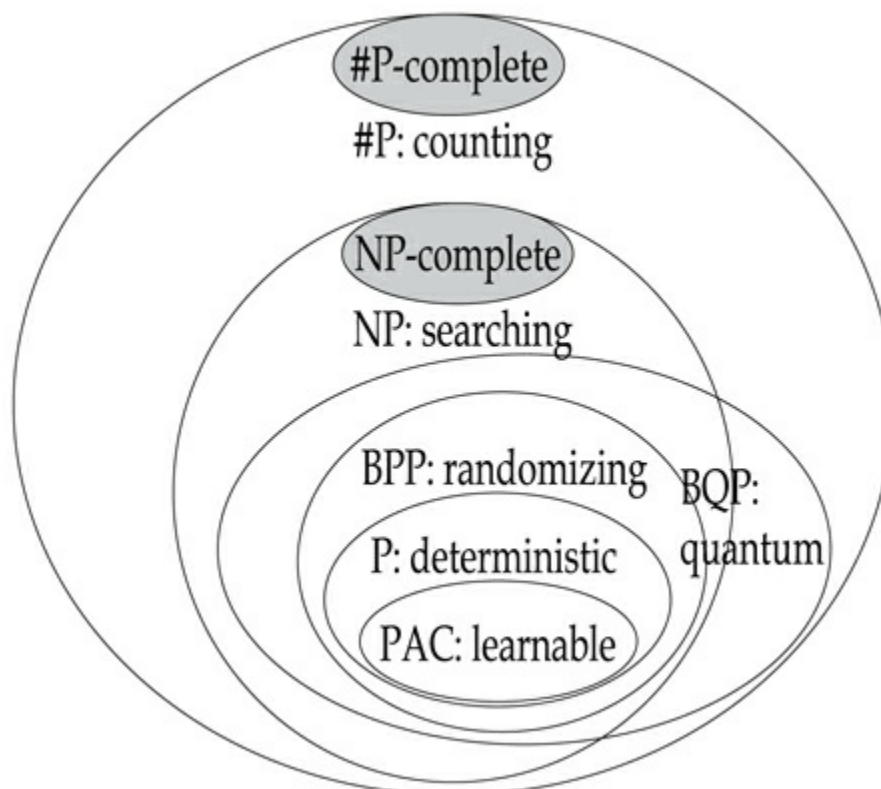 #P-complete
#P: counting
NP-complete
NP: searching
BPP: randomizing
BQP:
quantum
P: deterministic
PAC: learnable